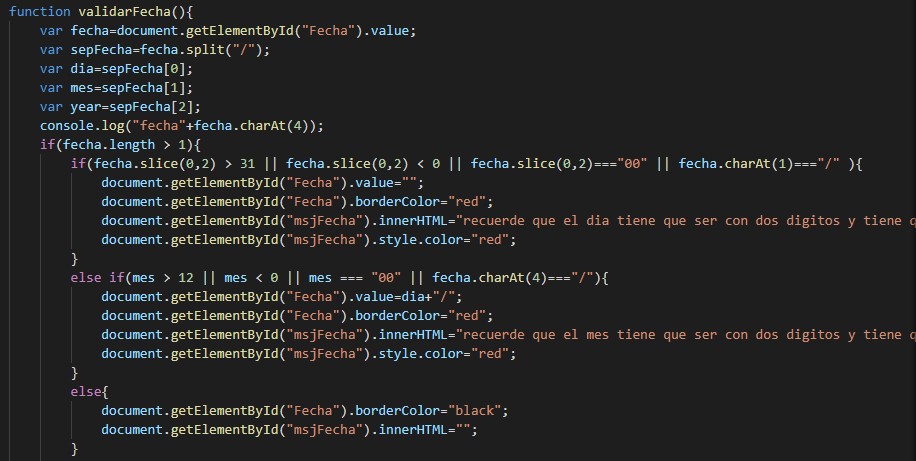 function validarFecha(){
    var fecha=document.getElementById("Fecha").value;
    var sepFecha=fecha.split("/");
    var dia=sepFecha[0];
    var mes=sepFecha[1];
    var year=sepFecha[2];
    console.log("fecha"+fecha.charAt(4));
    if(fecha.length > 1){
        if(fecha.slice(0,2) > 31 || fecha.slice(0,2) < 0 || fecha.slice(0,2)==="00" || fecha.charAt(1)==="/" ){
            document.getElementById("Fecha").value="";
            document.getElementById("Fecha").borderColor="red";
            document.getElementById("msjFecha").innerHTML="recuerde que el dia tiene que ser con dos digitos y tiene q
            document.getElementById("msjFecha").style.color="red";
        }
        else if(mes > 12 || mes < 0 || mes === "00" || fecha.charAt(4)==="/"){
            document.getElementById("Fecha").value=dia+"/";
            document.getElementById("Fecha").borderColor="red";
            document.getElementById("msjFecha").innerHTML="recuerde que el mes tiene que ser con dos digitos y tiene q
            document.getElementById("msjFecha").style.color="red";
        }
        else{
            document.getElementById("Fecha").borderColor="black";
            document.getElementById("msjFecha").innerHTML="";
        }